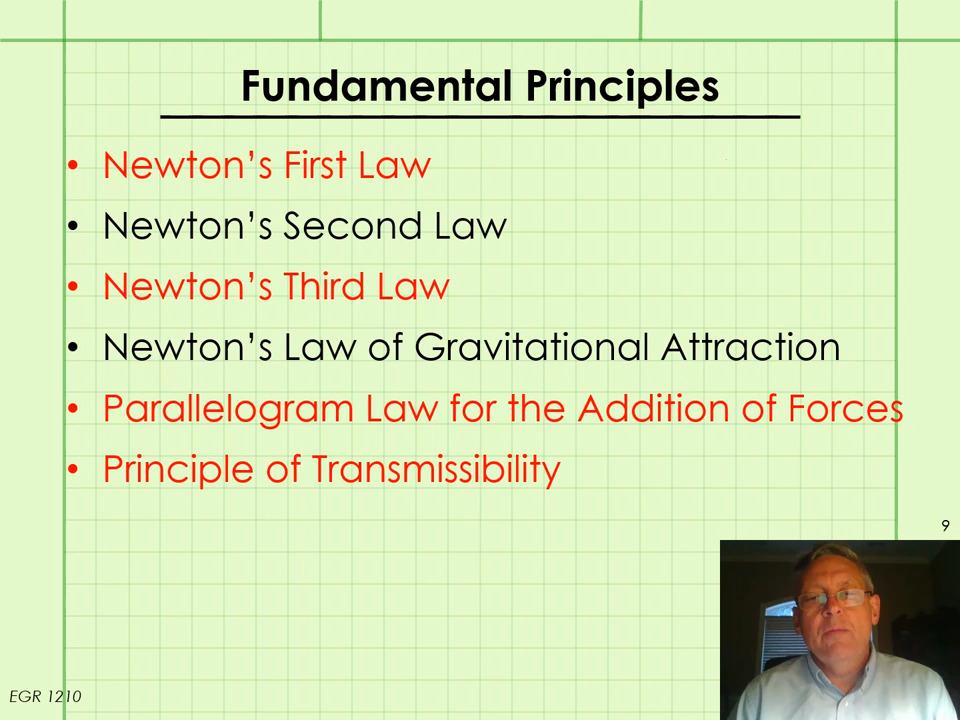 Fundamental Principles
• Newton’s First Law
• Newton’s Second Law
• Newton’s Third Law
• Newton’s Law of Gravitational Attraction
• Parallelogram Law for the Addition of Forces
• Principle of Transmissibility
9
EGR 1210